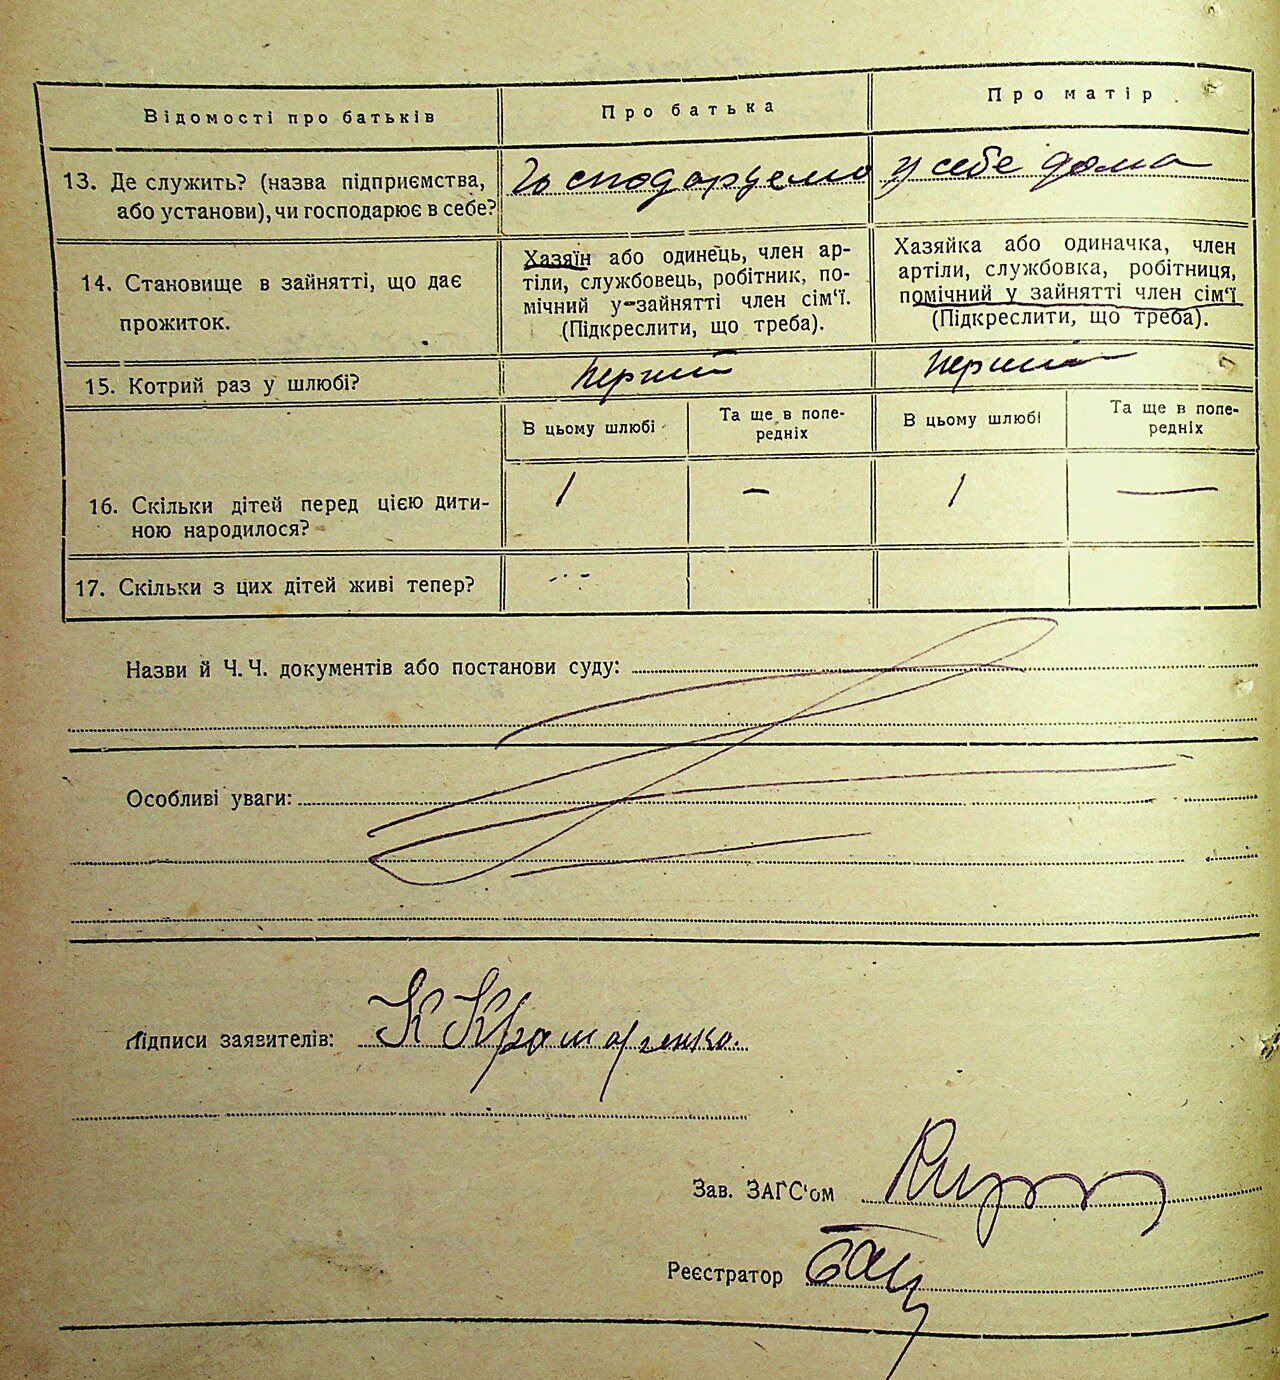 Відомості про батьків Про батька Про матір
13. Де служить? (назва підприємства, або установи), чи господарює в себе?
Господаруємо у себе дома
14. Становище в зайнятті, що дає прожиток.
Хазяїн або одинець, член ар-
тіли, службовець, робітник, по-
мічний у-зайнятті член сім'ї.
(Підкреслити, що треба).
Хазяйка або одиначка, член
артіли, службовка, робітниця,
помічний у зайнятті член сім'ї
(Підкреслити, що треба).
15. Котрий раз у шлюбі? перший перший
В цьому шлюбі Та ще в попе-
редніх В цьому шлюбі Та ще в попе-
редніх
16. Скільки дітей перед цією дити-
ною народилося? 1 — 1 —
17. Скільки з цих дітей живі тепер?
Назви й Ч. Ч. документів або постанови суду:
Особливі уваги:
Підписи заявителів: К Крамаренко.
Зав. ЗАГС'ом
Реєстратор